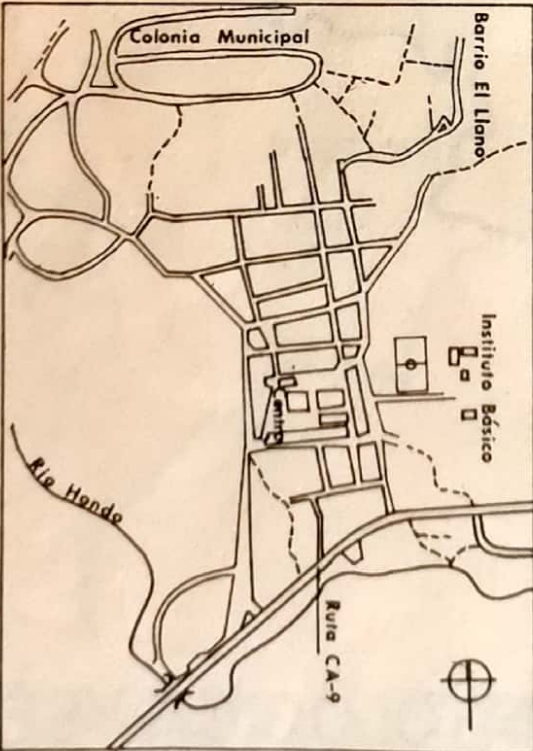 Colonia Municipal
Barrio El Llano
Instituto Básico
Centro
Río Hondo
Ruta CA-9